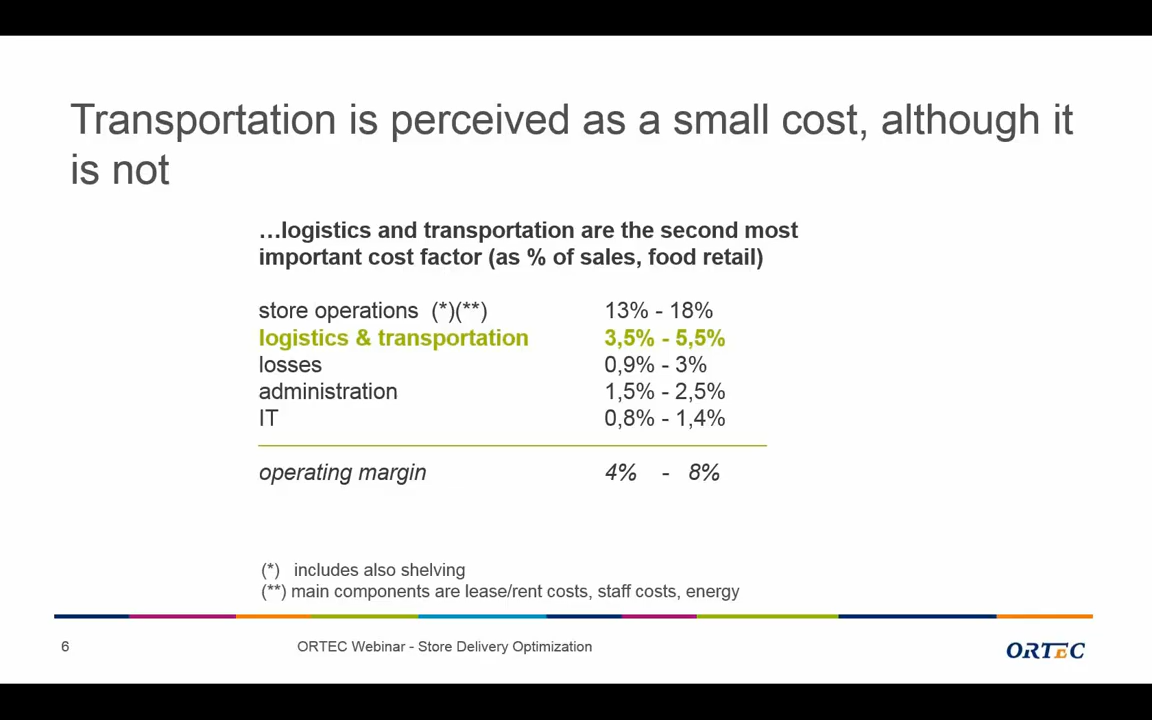 Transportation is perceived as a small cost, although it
is not
…logistics and transportation are the second most
important cost factor (as % of sales, food retail)
store operations (*)(**) 13% - 18%
logistics & transportation 3,5% - 5,5%
losses 0,9% - 3%
administration 1,5% - 2,5%
IT 0,8% - 1,4%
operating margin 4% - 8%
(*) includes also shelving
(**) main components are lease/rent costs, staff costs, energy
6 ORTEC Webinar - Store Delivery Optimization ORTEC